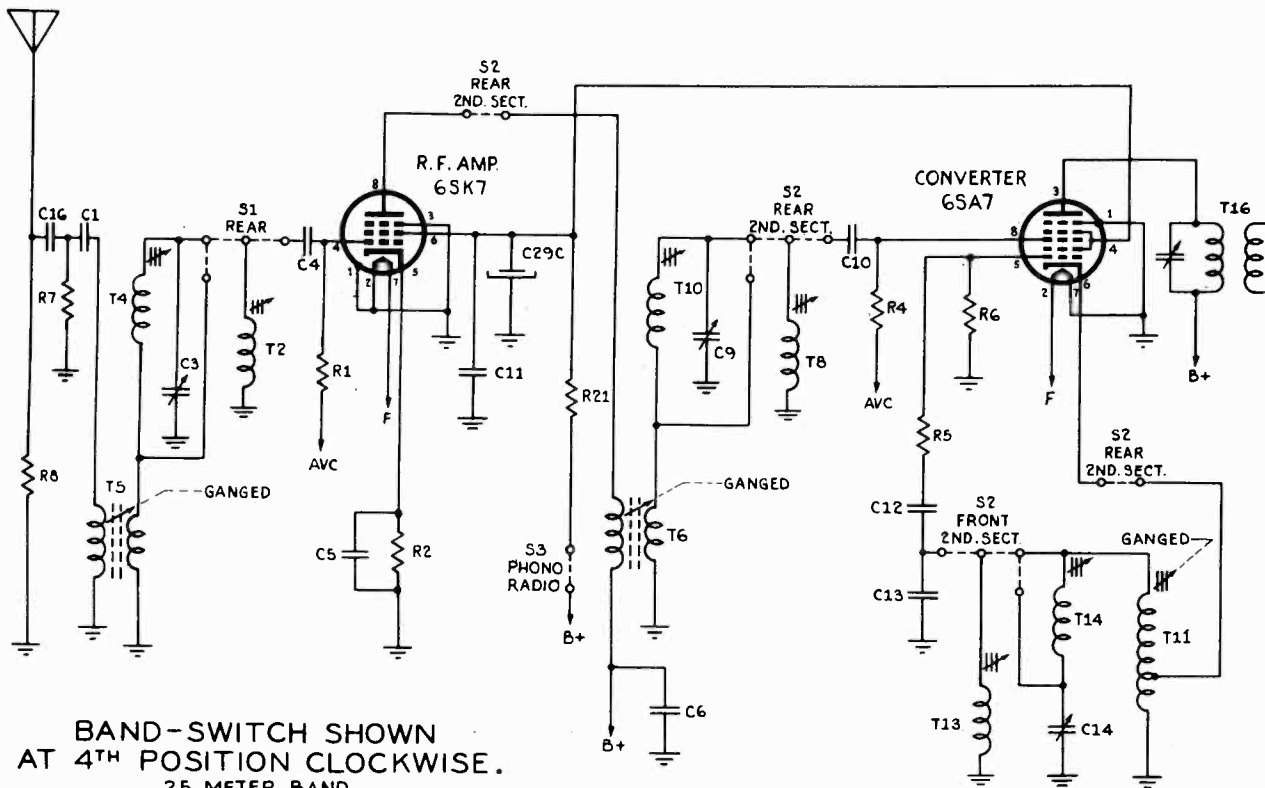 S2
REAR
2ND. SECT.
R.F. AMP.
6SK7
CONVERTER
6SA7
C16
C1
S1
REAR
S2
REAR
2ND. SECT.
T16
8
3
6
4
1
2
7
5
3
1
8
4
5
6
2
7
C4
C29C
C10
R7
T4
T10
R4
R6
C3
T2
C9
T8
R1
F
C11
R21
AVC
F
B+
AVC
R5
R8
T5
GANGED
GANGED
S2
REAR
2ND. SECT.
C12
S2
FRONT
2ND. SECT.
GANGED
C5
R2
S3
PHONO
RADIO
T6
C13
T14
T11
B+
T13
C14
C6
B+
BAND-SWITCH SHOWN
AT 4TH POSITION CLOCKWISE.
25 METER BAND